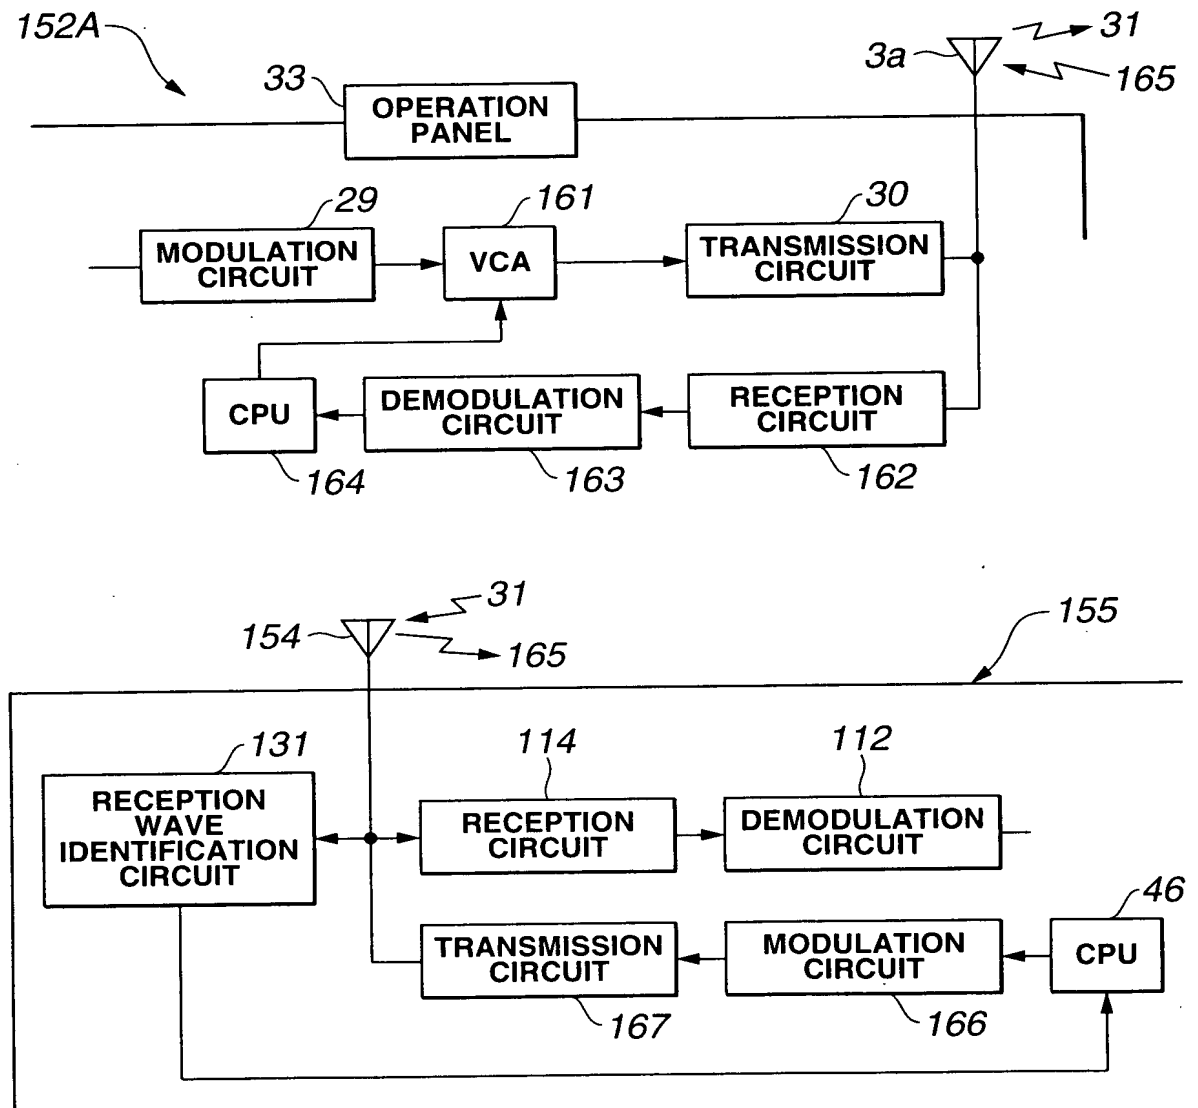 152A
31
3a
165
33
OPERATION
PANEL
29
161
30
MODULATION
CIRCUIT
VCA
TRANSMISSION
CIRCUIT
CPU
DEMODULATION
CIRCUIT
RECEPTION
CIRCUIT
164
163
162
31
154
165
155
131
114
112
RECEPTION
WAVE
IDENTIFICATION
CIRCUIT
RECEPTION
CIRCUIT
DEMODULATION
CIRCUIT
46
TRANSMISSION
CIRCUIT
MODULATION
CIRCUIT
CPU
167
166